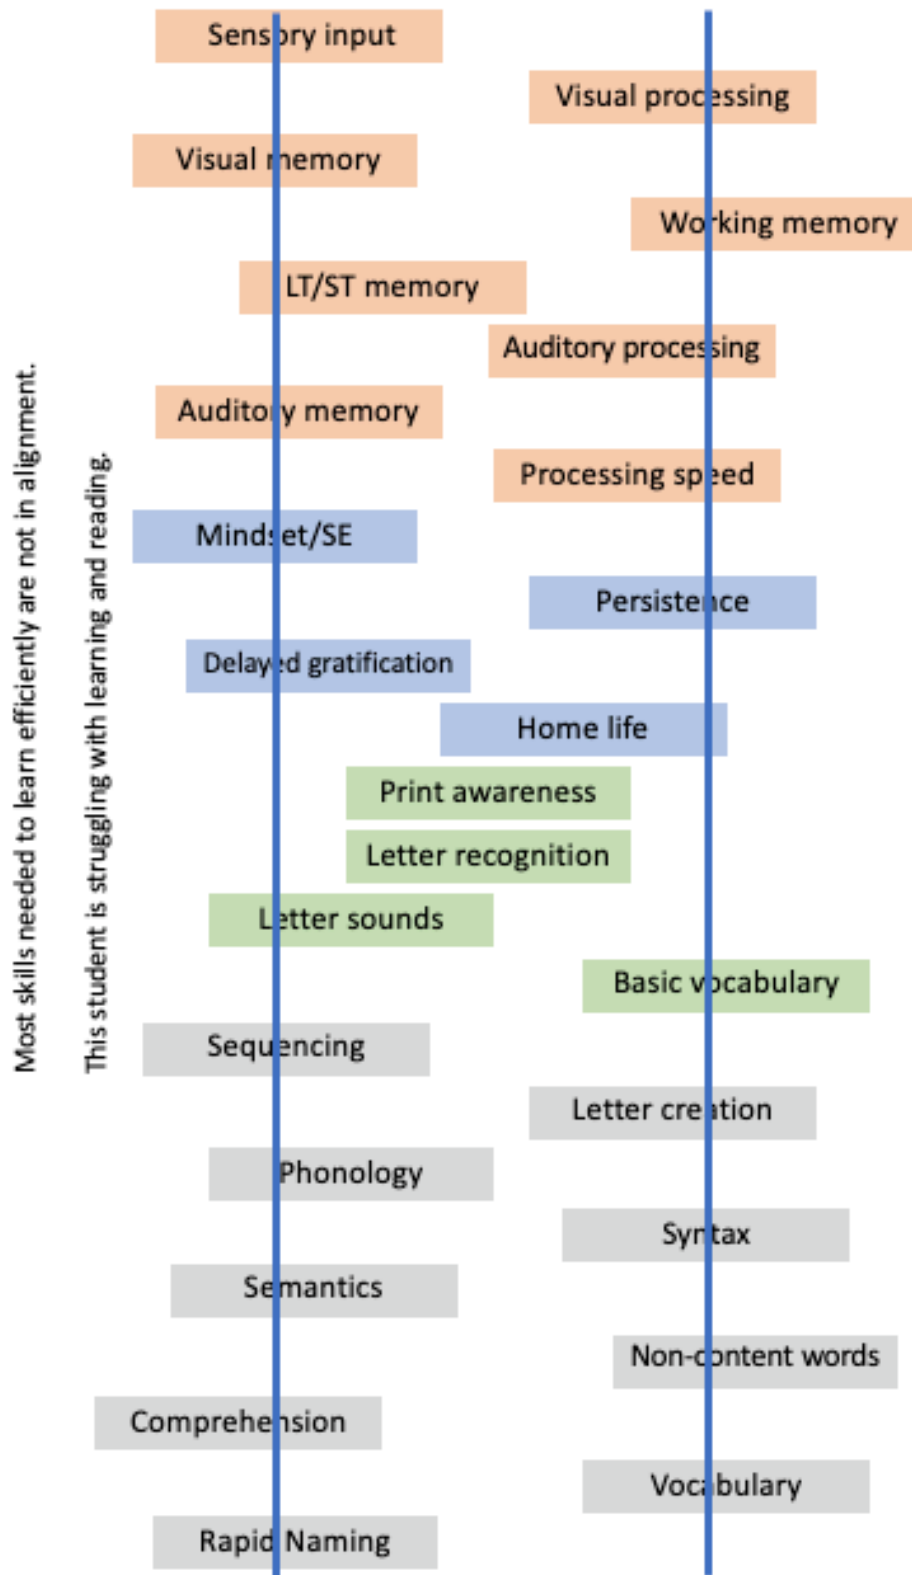 Sensory input
Visual processing
Visual memory
Working memory
LT/ST memory
Auditory processing
Auditory memory
Processing speed
Mindset/SE
Persistence
Delayed gratification
Home life
Print awareness
Letter recognition
Letter sounds
Basic vocabulary
Sequencing
Letter creation
Phonology
Syntax
Semantics
Non-content words
Comprehension
Vocabulary
Rapid Naming
Most skills needed to learn efficiently are not in alignment.
This student is struggling with learning and reading.